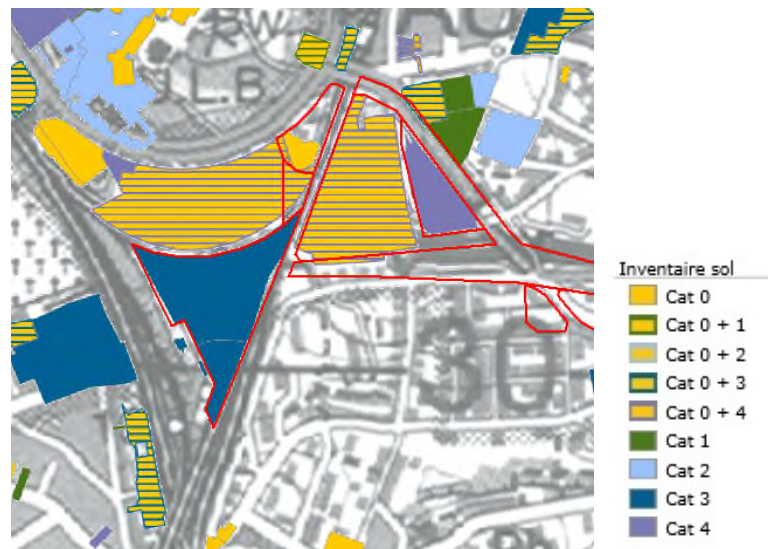 R.W.
U.L.B.
Inventaire sol
Cat 0
Cat 0 + 1
Cat 0 + 2
Cat 0 + 3
Cat 0 + 4
Cat 1
Cat 2
Cat 3
Cat 4